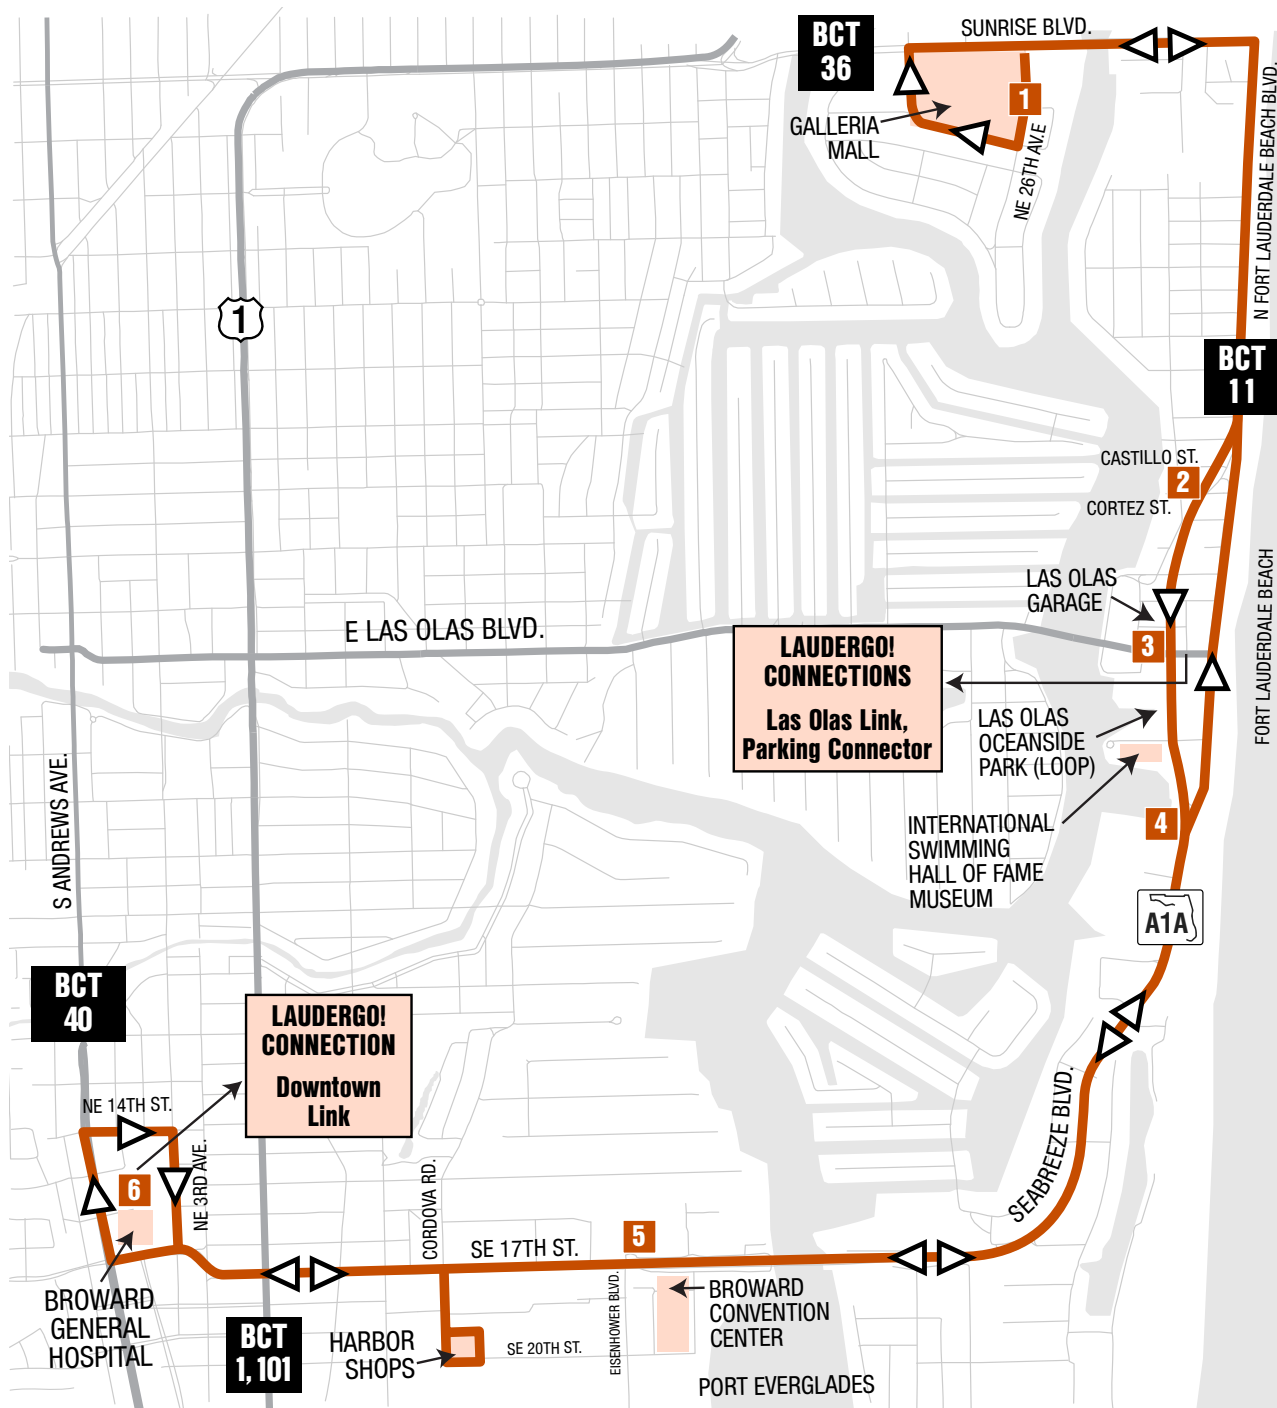 BCT
36
SUNRISE BLVD.
1
GALLERIA
MALL
NE 26TH AV.E
N FORT LAUDERDALE BEACH BLVD.
1
BCT
11
CASTILLO ST.
2
CORTEZ ST.
LAS OLAS
GARAGE
FORT LAUDERDALE BEACH
E LAS OLAS BLVD.
LAUDERGO!
CONNECTIONS
Las Olas Link,
Parking Connector
3
LAS OLAS
OCEANSIDE
PARK (LOOP)
S ANDREWS AVE.
4
INTERNATIONAL
SWIMMING
HALL OF FAME
MUSEUM
A1A
BCT
40
LAUDERGO!
CONNECTION
Downtown
Link
NE 14TH ST.
NE 3RD AVE.
6
CORDOVA RD.
SEABREEZE BLVD.
5
SE 17TH ST.
BROWARD
GENERAL
HOSPITAL
BCT
1, 101
HARBOR
SHOPS
SE 20TH ST.
EISENHOWER BLVD.
BROWARD
CONVENTION
CENTER
PORT EVERGLADES